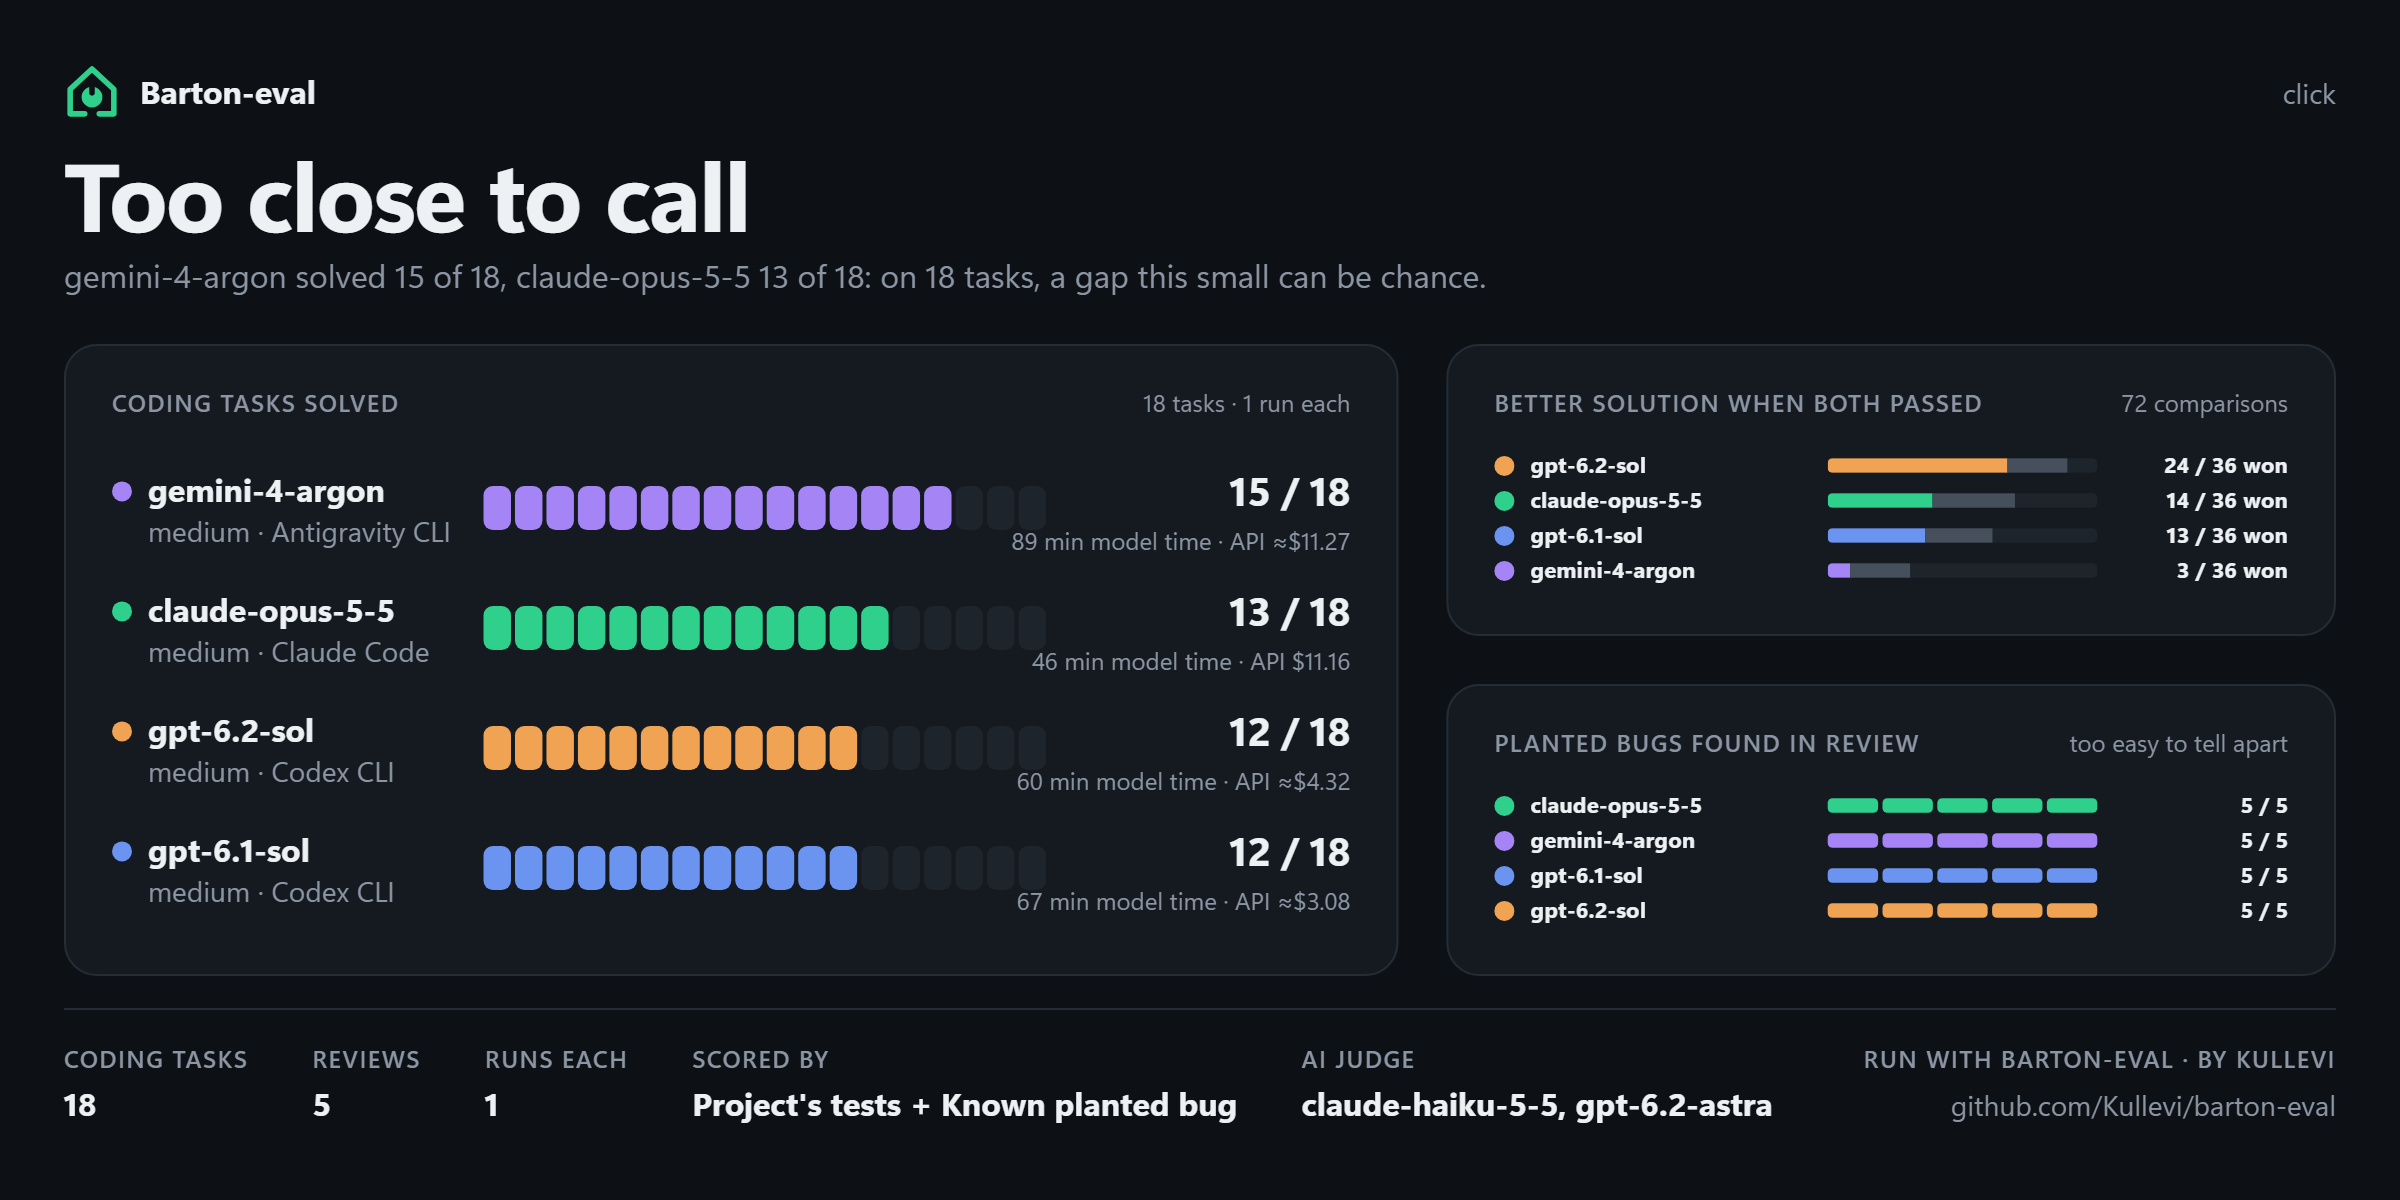 Barton-eval
click
Too close to call
gemini-4-argon solved 15 of 18, claude-opus-5-5 13 of 18: on 18 tasks, a gap this small can be chance.
CODING TASKS SOLVED
18 tasks · 1 run each
gemini-4-argon
medium · Antigravity CLI
15 / 18
89 min model time · API ≈$11.27
claude-opus-5-5
medium · Claude Code
13 / 18
46 min model time · API $11.16
gpt-6.2-sol
medium · Codex CLI
12 / 18
60 min model time · API ≈$4.32
gpt-6.1-sol
medium · Codex CLI
12 / 18
67 min model time · API ≈$3.08
BETTER SOLUTION WHEN BOTH PASSED
72 comparisons
gpt-6.2-sol 24 / 36 won
claude-opus-5-5 14 / 36 won
gpt-6.1-sol 13 / 36 won
gemini-4-argon 3 / 36 won
PLANTED BUGS FOUND IN REVIEW
too easy to tell apart
claude-opus-5-5 5 / 5
gemini-4-argon 5 / 5
gpt-6.1-sol 5 / 5
gpt-6.2-sol 5 / 5
CODING TASKS
18
REVIEWS
5
RUNS EACH
1
SCORED BY
Project's tests + Known planted bug
AI JUDGE
claude-haiku-5-5, gpt-6.2-astra
RUN WITH BARTON-EVAL · BY KULLEVI
github.com/Kullevi/barton-eval